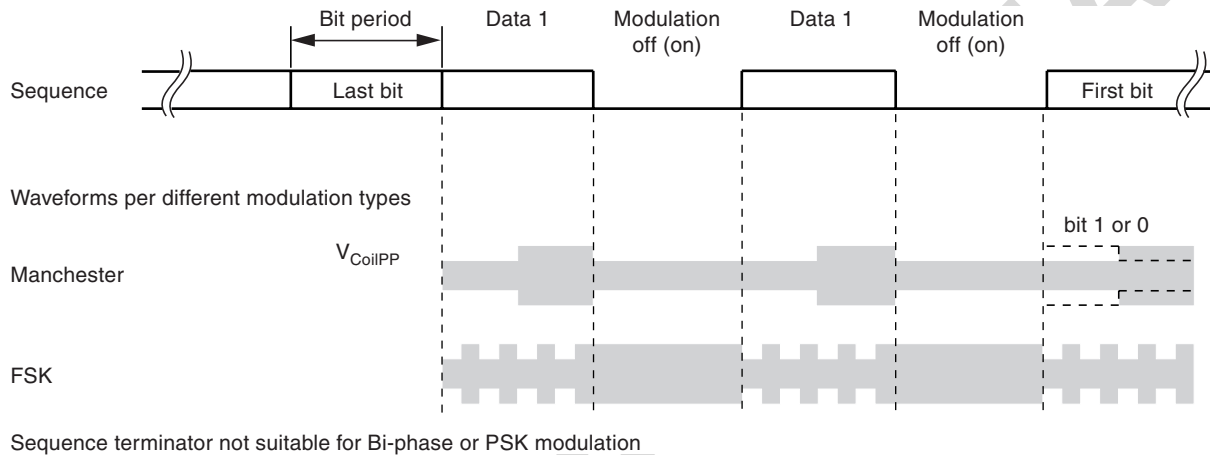 Bit period
Data 1
Modulation
off (on)
Data 1
Modulation
off (on)
Sequence
Last bit
First bit
Waveforms per different modulation types
bit 1 or 0
VCoilPP
Manchester
FSK
Sequence terminator not suitable for Bi-phase or PSK modulation